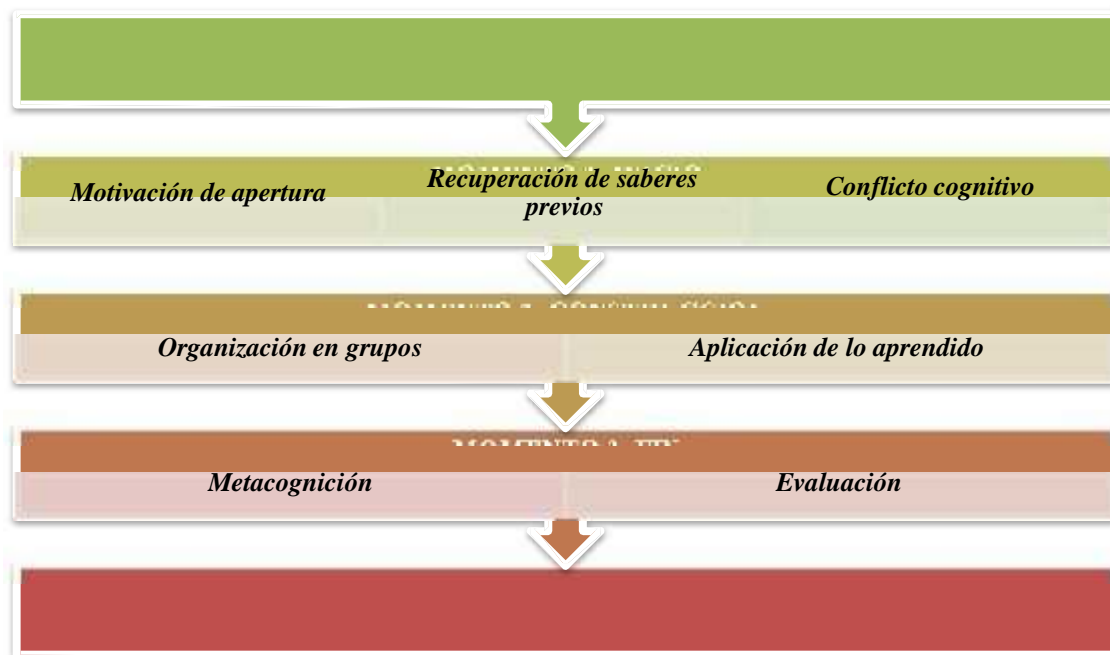 Motivación de apertura
Recuperación de saberes
previos
Conflicto cognitivo
Organización en grupos
Aplicación de lo aprendido
Metacognición
Evaluación